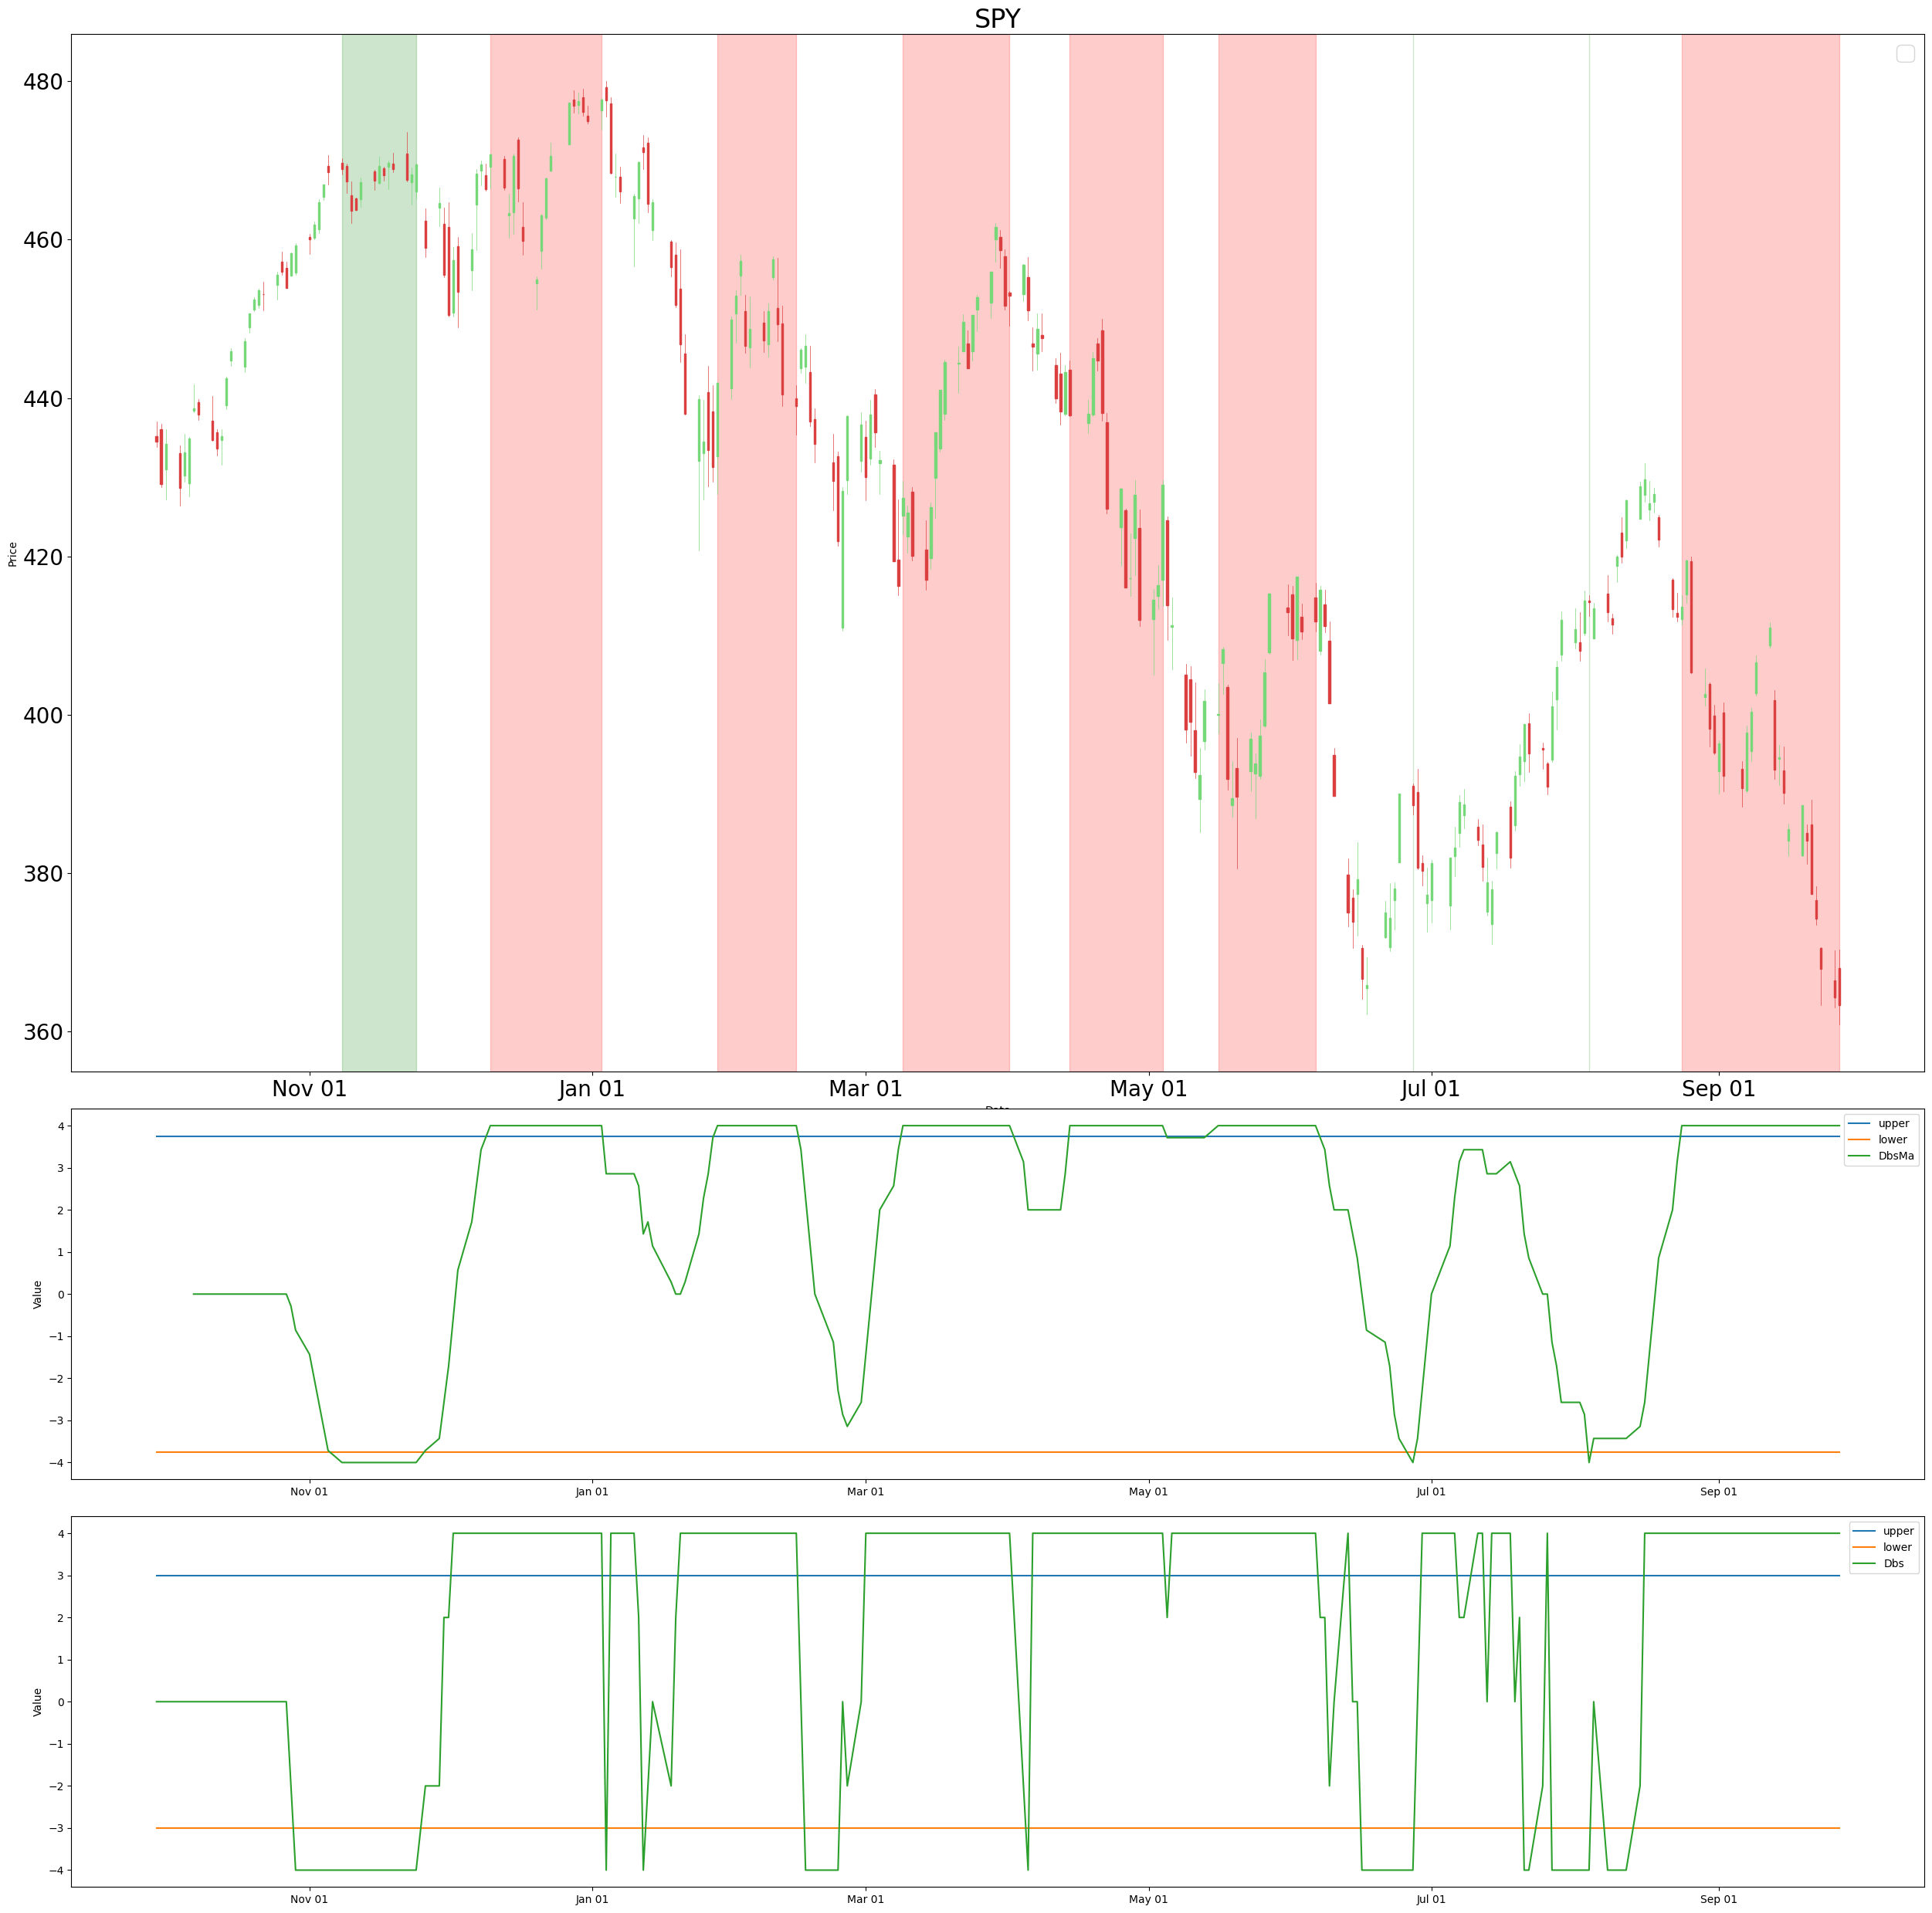 SPY
480
460
440
420
400
380
360
Price
Nov 01
Jan 01
Mar 01
May 01
Jul 01
Sep 01
4
3
2
1
0
−1
−2
−3
−4
Value
upper
lower
DbsMa
Nov 01
Jan 01
Mar 01
May 01
Jul 01
Sep 01
4
3
2
1
0
−1
−2
−3
−4
Value
upper
lower
Dbs
Nov 01
Jan 01
Mar 01
May 01
Jul 01
Sep 01